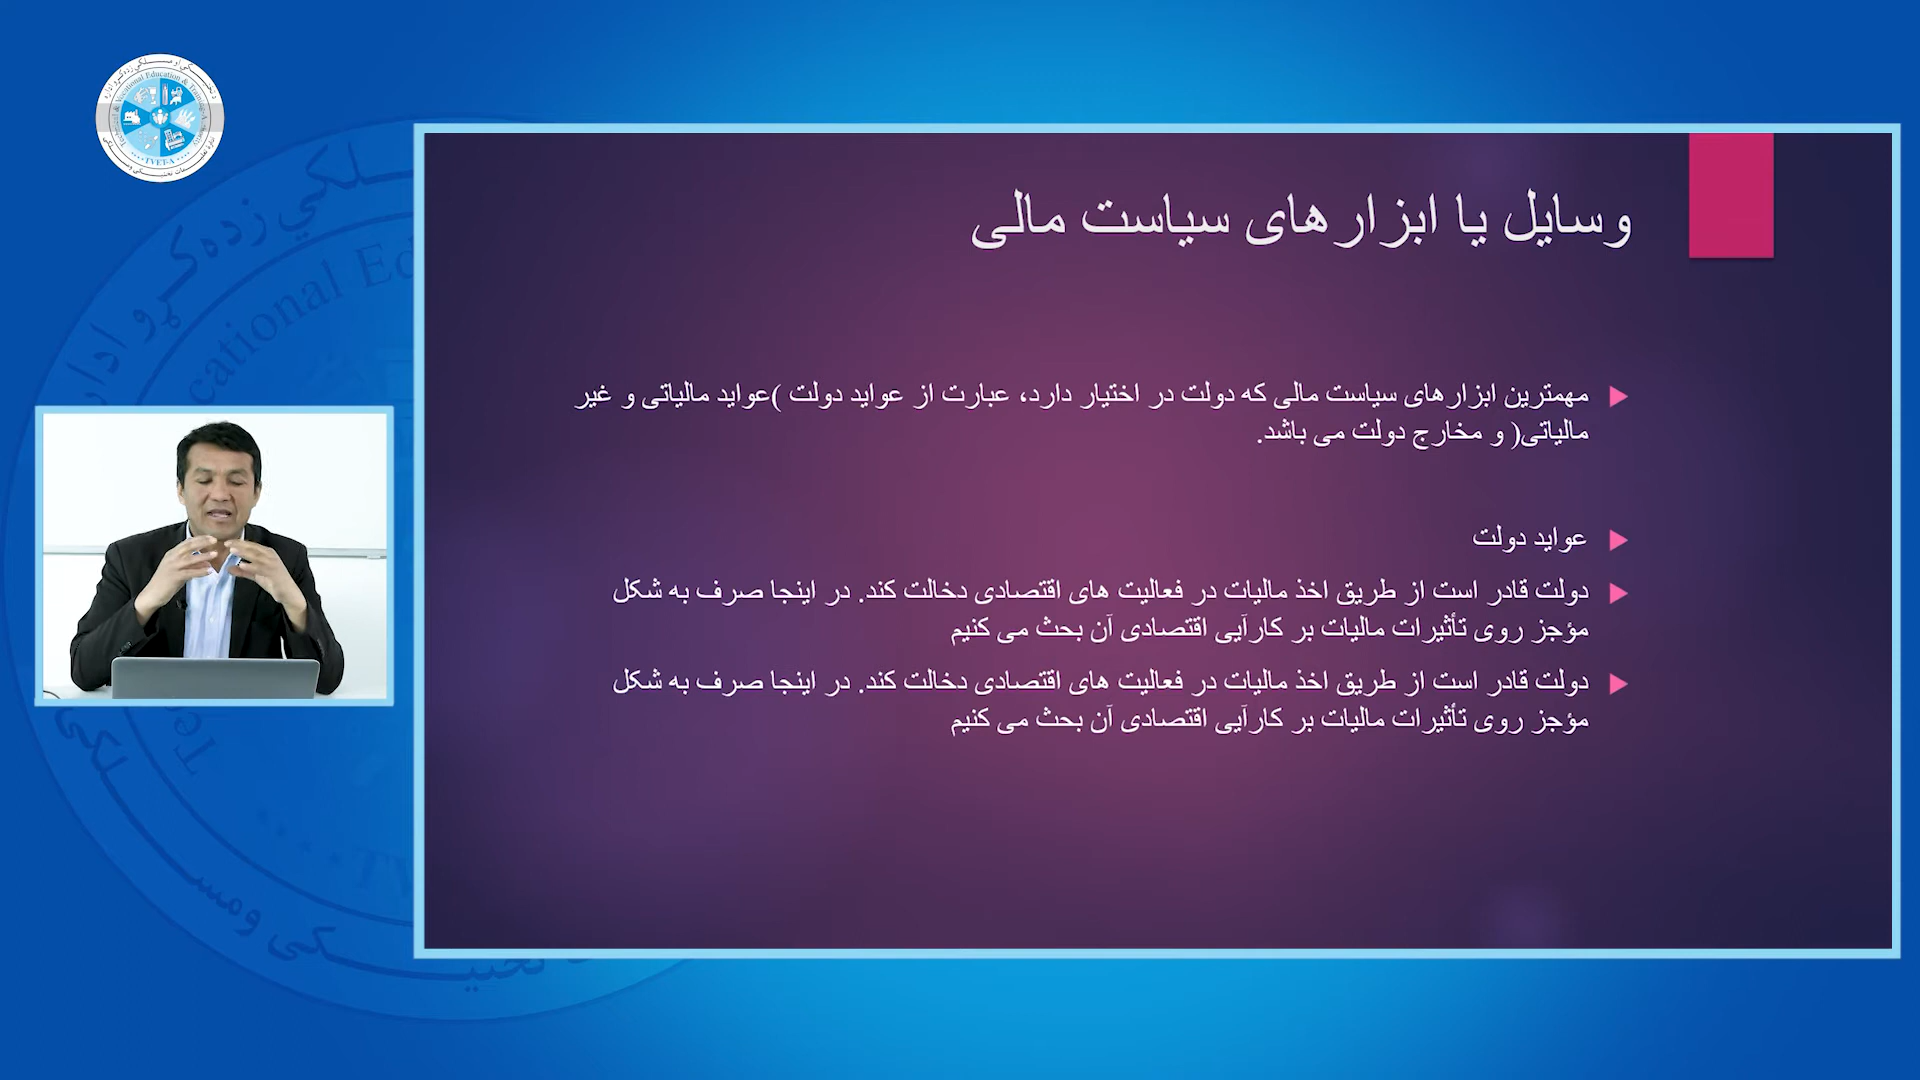 وسایل یا ابزارهای سیاست مالی
مهمترین ابزارهای سیاست مالی که دولت در اختیار دارد، عبارت از عواید دولت )عواید مالیاتی و غیر
مالیاتی( و مخارج دولت می باشد.
عواید دولت
دولت قادر است از طریق اخذ مالیات در فعالیت های اقتصادی دخالت کند. در اینجا صرف به شکل
مؤجز روی تأثیرات مالیات بر کارآیی اقتصادی آن بحث می کنیم
دولت قادر است از طریق اخذ مالیات در فعالیت های اقتصادی دخالت کند. در اینجا صرف به شکل
مؤجز روی تأثیرات مالیات بر کارآیی اقتصادی آن بحث می کنیم
TVET-A